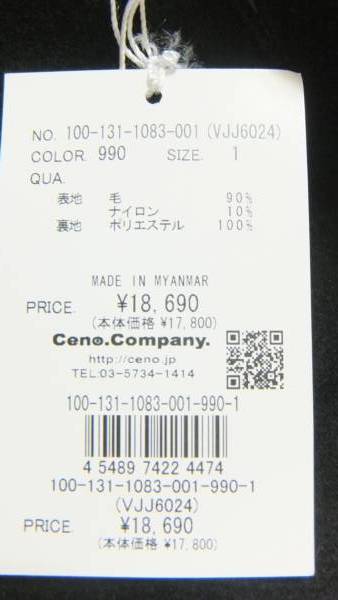 NO. 100-131-1083-001 (VJJ6024)
COLOR. 990 SIZE. 1
QUA.
表地 毛 90%
ナイロン 10%
裏地 ポリエステル 100%
MADE IN MYANMAR
PRICE. ¥18,690
(本体価格 ¥17,800)
Ceno.Company.
http://ceno.jp
TEL:03-5734-1414
100-131-1083-001-990-1
4 5489 7422 4474
100-131-1083-001-990-1
(VJJ6024)
PRICE. ¥18,690
(本体価格 ¥17,800)